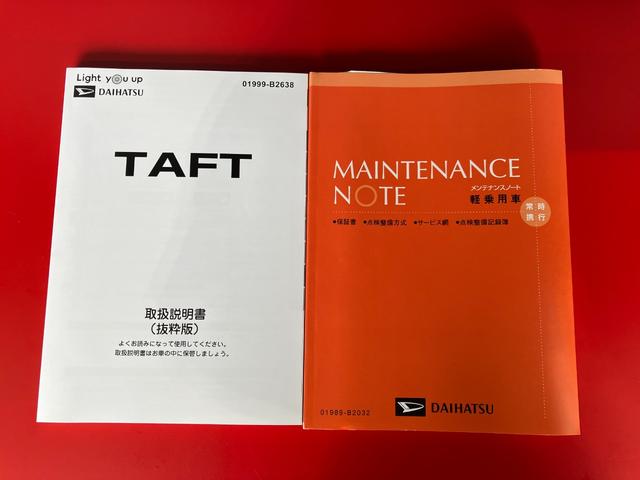 Light you up
DAIHATSU
01999-B2638
TAFT
取扱説明書
(抜粋版)
よくお読みになって使用してください。
取扱説明書はお車の中に保管しましょう。
MAINTENANCE
NOTE
メンテナンスノート
軽乗用車
常時
携行
●保証書 ●点検整備方式 ●サービス網 ●点検整備記録簿
01989-B2032
DAIHATSU